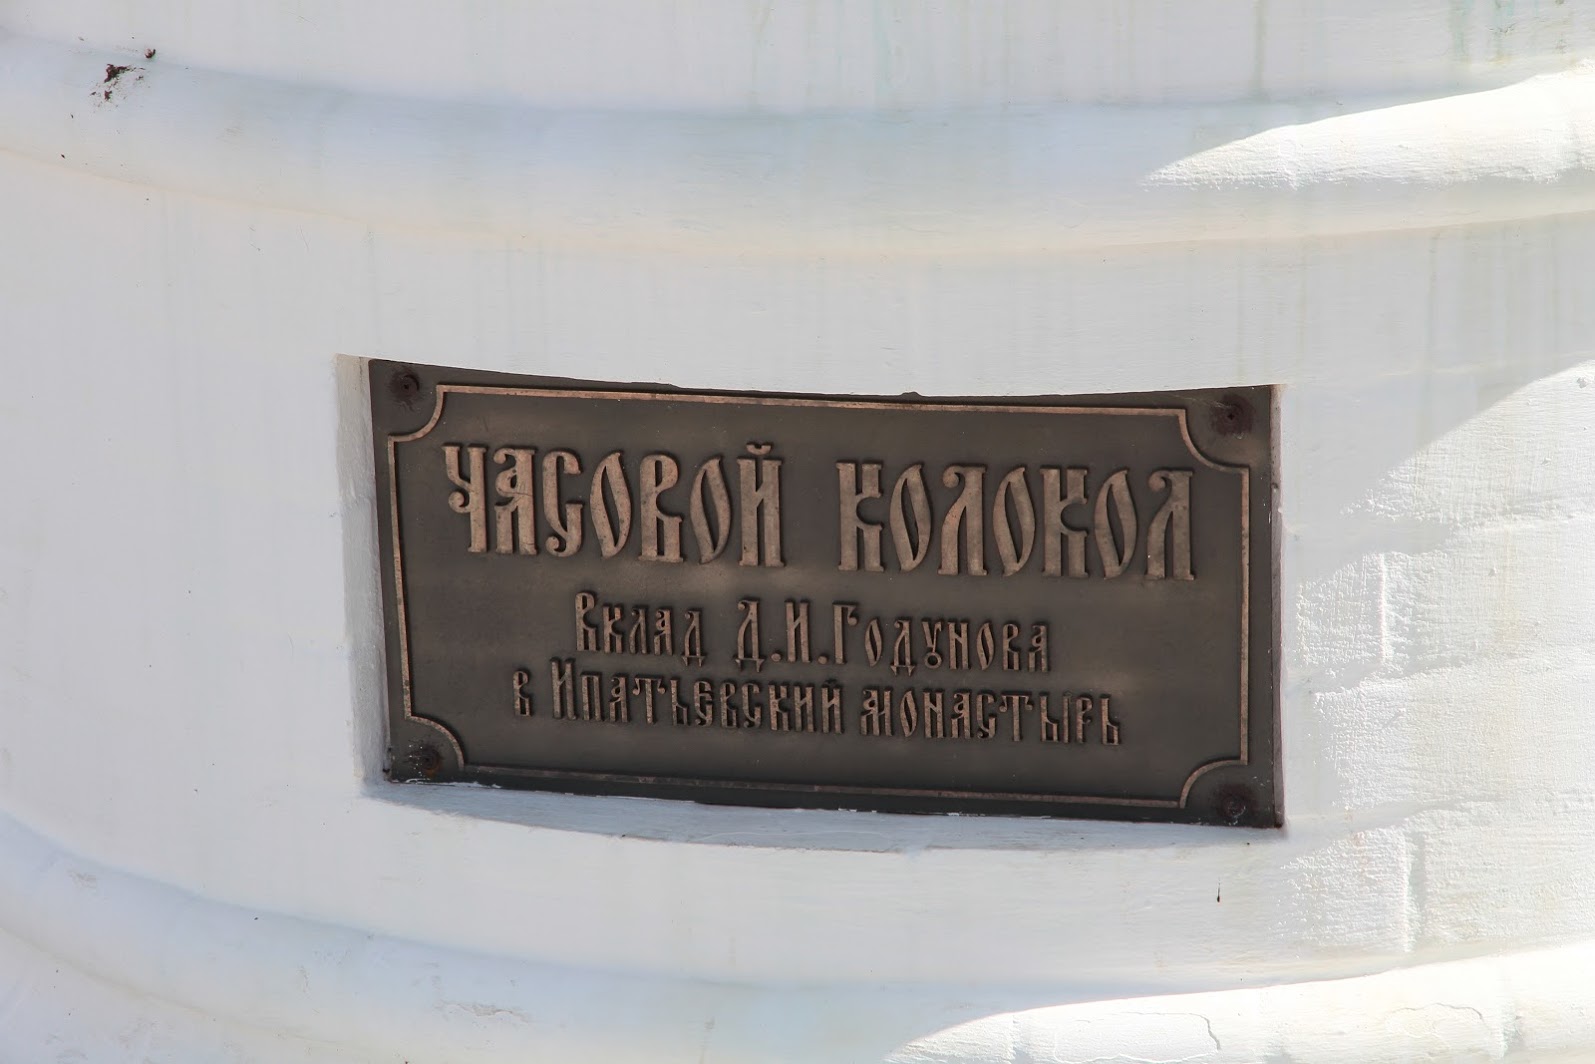 ЧАСОВОЙ КОЛОКОЛ
Вклад Д.И.Годунова
в Ипатьевский монастырь